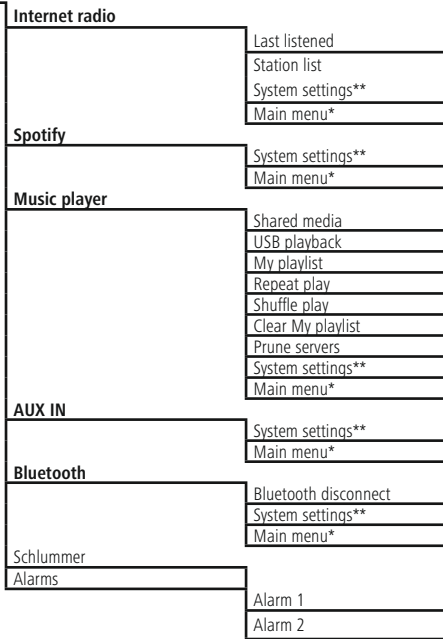 Internet radio
Last listened
Station list
System settings**
Main menu*
Spotify
System settings**
Main menu*
Music player
Shared media
USB playback
My playlist
Repeat play
Shuffle play
Clear My playlist
Prune servers
System settings**
Main menu*
AUX IN
System settings**
Main menu*
Bluetooth
Bluetooth disconnect
System settings**
Main menu*
Schlummer
Alarms
Alarm 1
Alarm 2